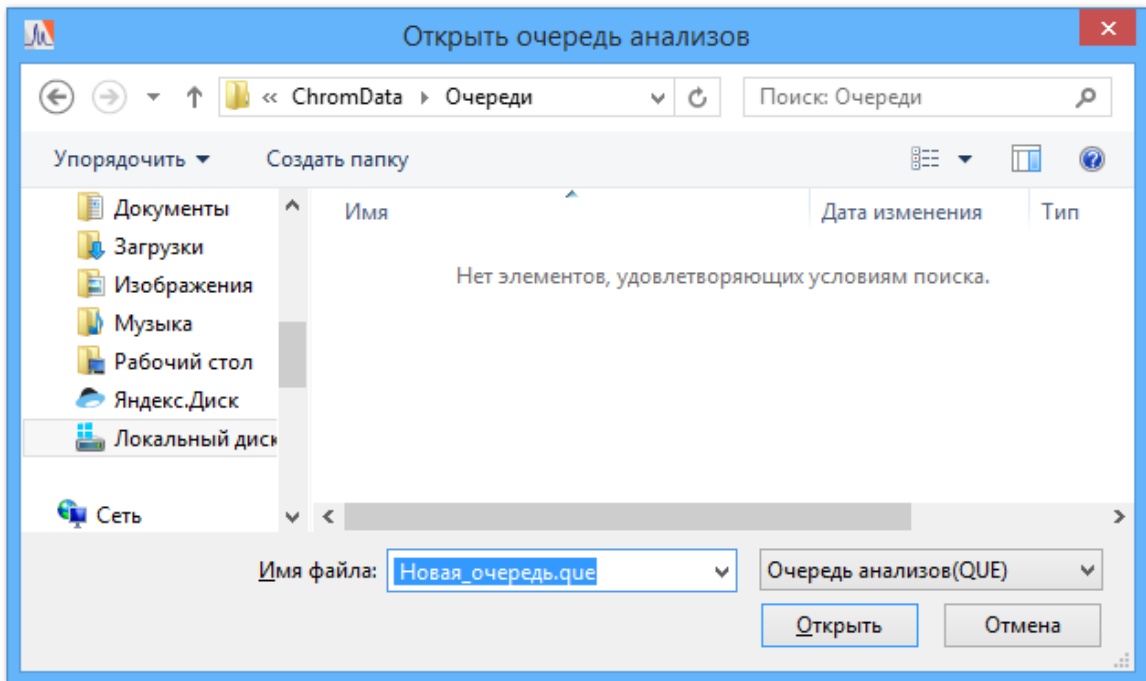 Открыть очередь анализов
« ChromData Очереди
Поиск: Очереди
Упорядочить
Создать папку
Документы
Загрузки
Изображения
Музыка
Рабочий стол
Яндекс.Диск
Локальный диск
Сеть
Имя
Дата изменения
Тип
Нет элементов, удовлетворяющих условиям поиска.
Имя файла:
Новая_очередь.que
Очередь анализов(QUE)
Открыть
Отмена